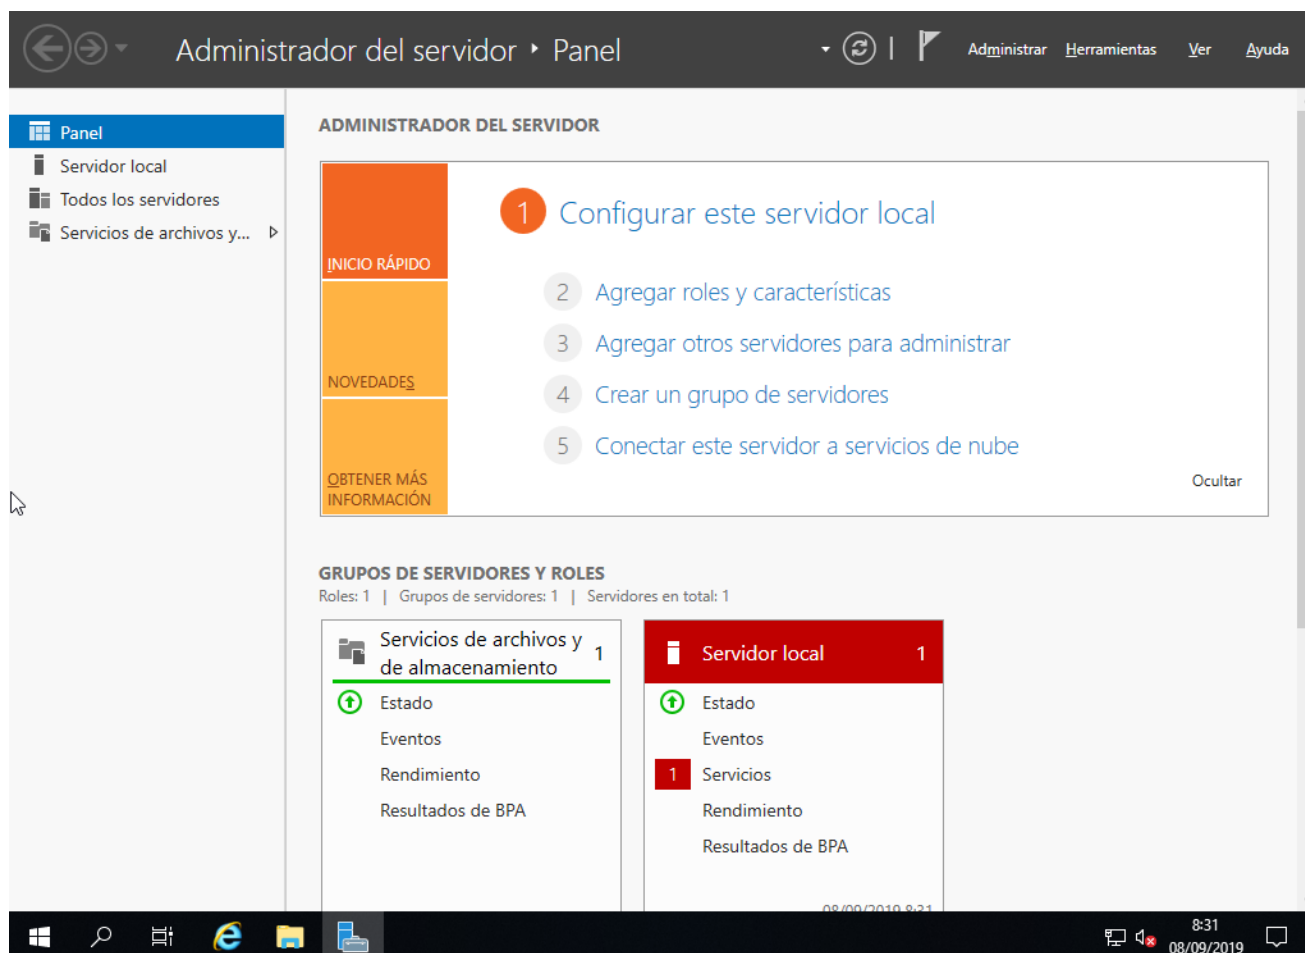 Administrador del servidor ‣ Panel
Administrar Herramientas Ver Ayuda
Panel
Servidor local
Todos los servidores
Servicios de archivos y...
ADMINISTRADOR DEL SERVIDOR
INICIO RÁPIDO
NOVEDADES
OBTENER MÁS
INFORMACIÓN
1 Configurar este servidor local
2 Agregar roles y características
3 Agregar otros servidores para administrar
4 Crear un grupo de servidores
5 Conectar este servidor a servicios de nube
Ocultar
GRUPOS DE SERVIDORES Y ROLES
Roles: 1 | Grupos de servidores: 1 | Servidores en total: 1
Servicios de archivos y
de almacenamiento 1
Estado
Eventos
Rendimiento
Resultados de BPA
Servidor local 1
Estado
Eventos
1 Servicios
Rendimiento
Resultados de BPA
08/09/2019 8:31
8:31
08/09/2019